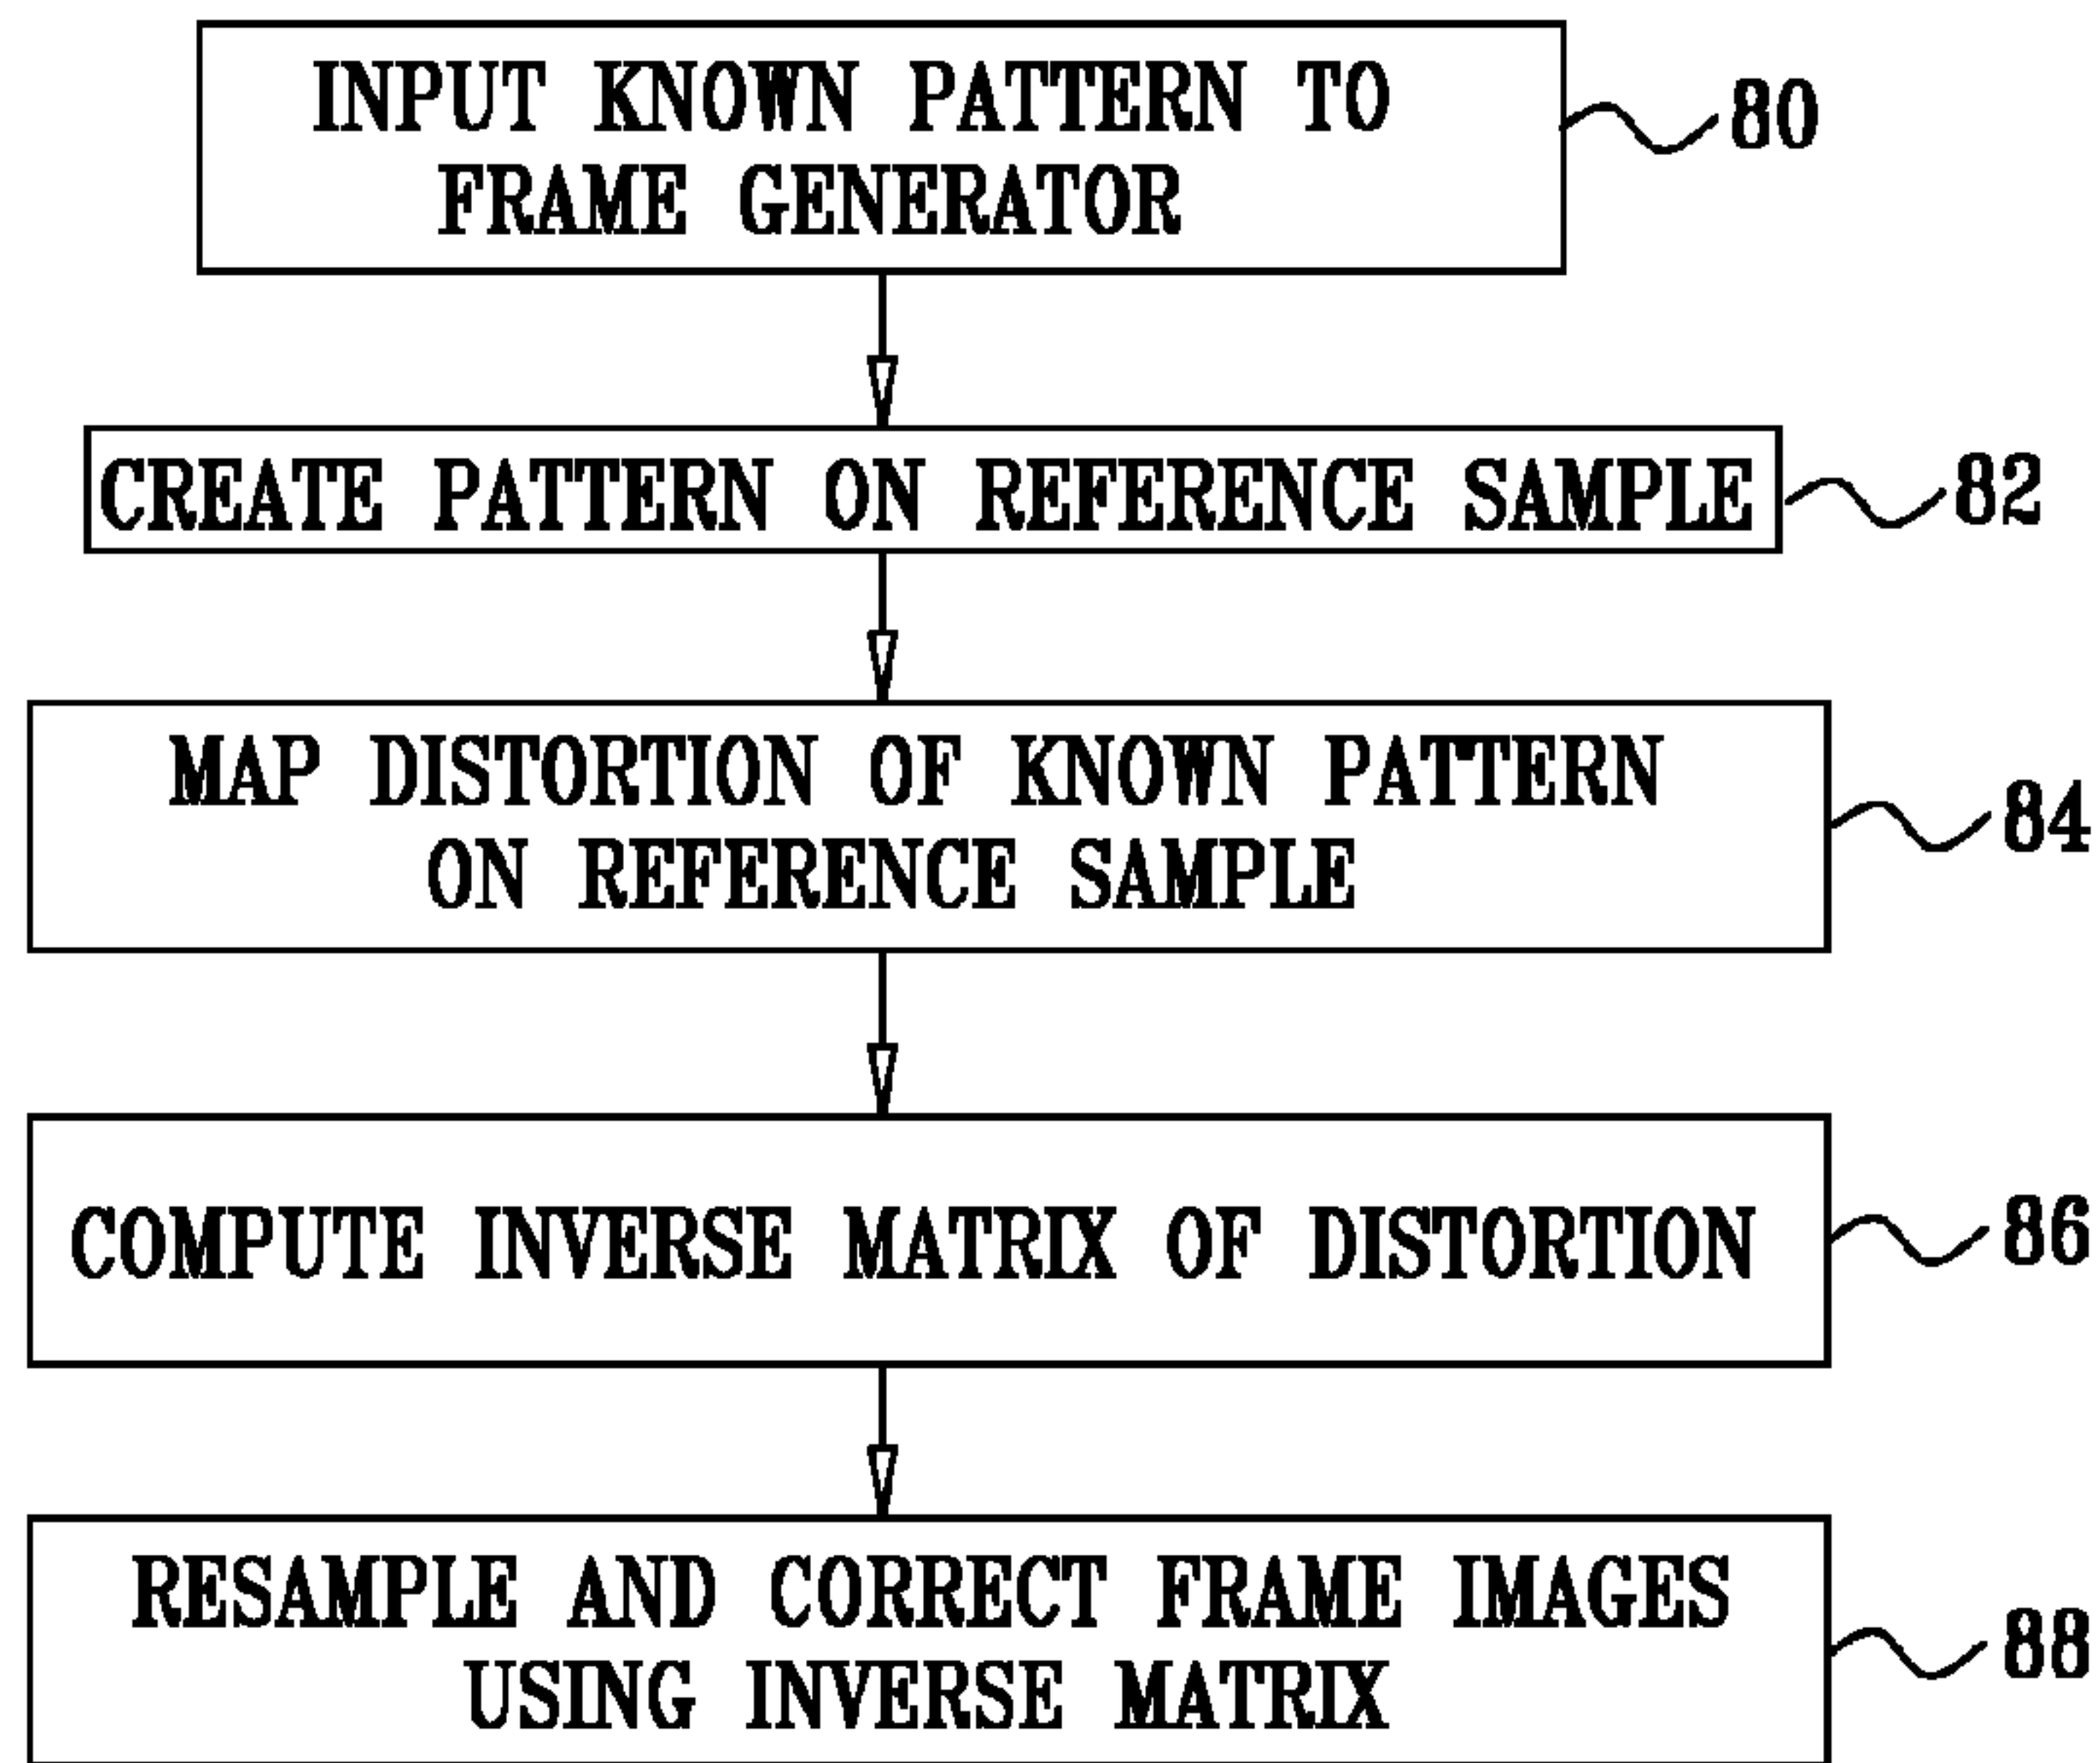 INPUT KNOWN PATTERN TO
FRAME GENERATOR
80
CREATE PATTERN ON REFERENCE SAMPLE
82
MAP DISTORTION OF KNOWN PATTERN
ON REFERENCE SAMPLE
84
COMPUTE INVERSE MATRIX OF DISTORTION
86
RESAMPLE AND CORRECT FRAME IMAGES
USING INVERSE MATRIX
88